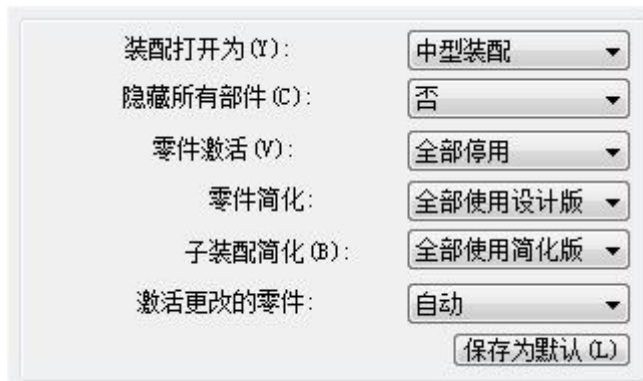 装配打开为(Y): 中型装配
隐藏所有部件(C): 否
零件激活(V): 全部停用
零件简化: 全部使用设计版
子装配简化(B): 全部使用简化版
激活更改的零件: 自动
保存为默认(L)